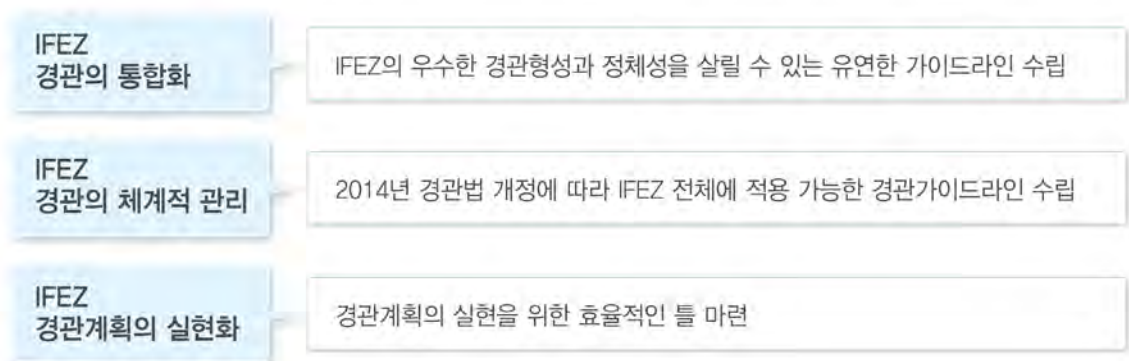 IFEZ
경관의 통합화
IFEZ의 우수한 경관형성과 정체성을 살릴 수 있는 유연한 가이드라인 수립
IFEZ
경관의 체계적 관리
2014년 경관법 개정에 따라 IFEZ 전체에 적용 가능한 경관가이드라인 수립
IFEZ
경관계획의 실현화
경관계획의 실현을 위한 효율적인 틀 마련